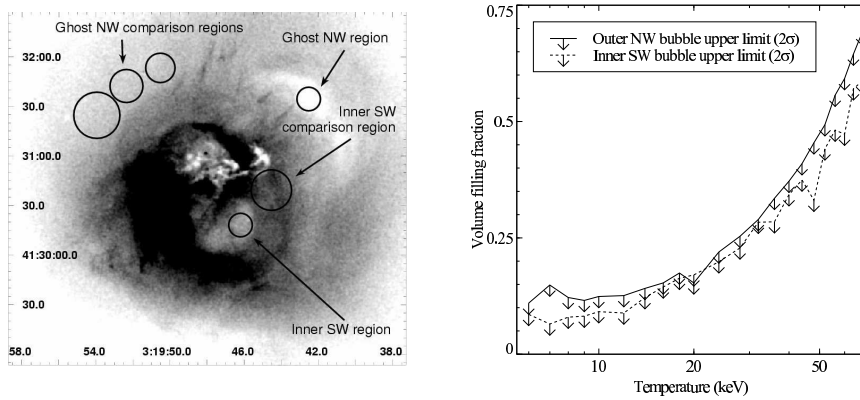 Ghost NW comparison regions
Ghost NW
region
Inner SW
comparison region
Inner SW region
32:00.0
30.0
31:00.0
30.0
41:30:00.0
30.0
58.0
54.0
3:19:50.0
46.0
42.0
38.0
Outer NW bubble upper limit (2σ)
Inner SW bubble upper limit (2σ)
Volume filling fraction
0.75
0.5
0.25
0
10
20
50
Temperature (keV)